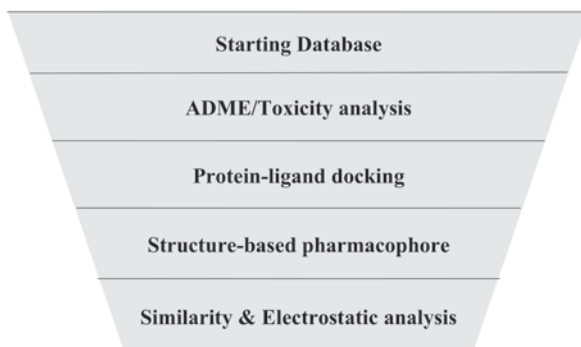 Starting Database
ADME/Toxicity analysis
Protein-ligand docking
Structure-based pharmacophore
Similarity & Electrostatic analysis